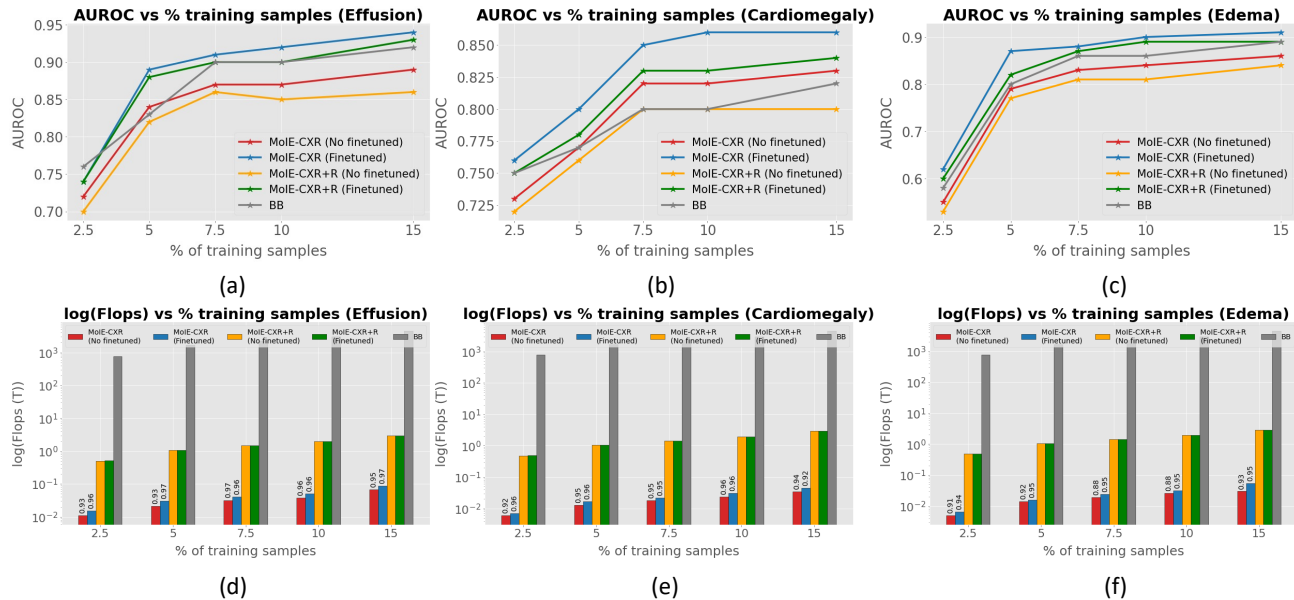 AUROC vs % training samples (Effusion)
0.95
0.90
0.85
0.80
0.75
0.70
AUROC
MoIE-CXR (No finetuned)
MoIE-CXR (Finetuned)
MoIE-CXR+R (No finetuned)
MoIE-CXR+R (Finetuned)
BB
2.5 5 7.5 10 15
% of training samples
(a)
AUROC vs % training samples (Cardiomegaly)
0.850
0.825
0.800
0.775
0.750
0.725
AUROC
MoIE-CXR (No finetuned)
MoIE-CXR (Finetuned)
MoIE-CXR+R (No finetuned)
MoIE-CXR+R (Finetuned)
BB
2.5 5 7.5 10 15
% of training samples
(b)
AUROC vs % training samples (Edema)
0.9
0.8
0.7
0.6
AUROC
MoIE-CXR (No finetuned)
MoIE-CXR (Finetuned)
MoIE-CXR+R (No finetuned)
MoIE-CXR+R (Finetuned)
BB
2.5 5 7.5 10 15
% of training samples
(c)
log(Flops) vs % training samples (Effusion)
MoIE-CXR (No finetuned)
MoIE-CXR (Finetuned)
MoIE-CXR+R (No finetuned)
MoIE-CXR+R (Finetuned)
BB
10³
10²
10¹
10⁰
10⁻¹
10⁻²
log(Flops (T))
0.93 0.96 0.93 0.97 0.97 0.96 0.96 0.96 0.95 0.97
2.5 5 7.5 10 15
% of training samples
(d)
log(Flops) vs % training samples (Cardiomegaly)
MoIE-CXR (No finetuned)
MoIE-CXR (Finetuned)
MoIE-CXR+R (No finetuned)
MoIE-CXR+R (Finetuned)
BB
10³
10²
10¹
10⁰
10⁻¹
10⁻²
log(Flops (T))
0.92 0.96 0.95 0.96 0.95 0.95 0.96 0.96 0.94 0.92
2.5 5 7.5 10 15
% of training samples
(e)
log(Flops) vs % training samples (Edema)
MoIE-CXR (No finetuned)
MoIE-CXR (Finetuned)
MoIE-CXR+R (No finetuned)
MoIE-CXR+R (Finetuned)
BB
10³
10²
10¹
10⁰
10⁻¹
10⁻²
log(Flops (T))
0.91 0.94 0.92 0.95 0.88 0.95 0.88 0.95 0.93 0.95
2.5 5 7.5 10 15
% of training samples
(f)